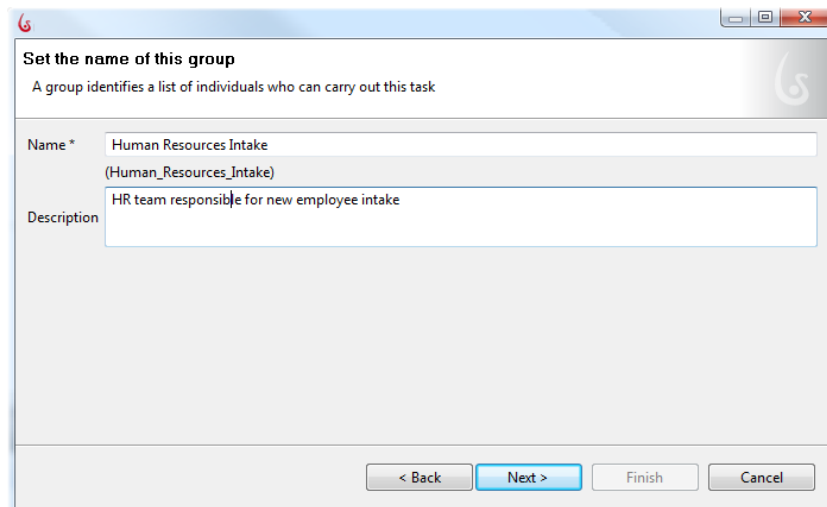 Set the name of this group
A group identifies a list of individuals who can carry out this task
Name * Human Resources Intake
(Human_Resources_Intake)
Description HR team responsible for new employee intake
< Back Next > Finish Cancel